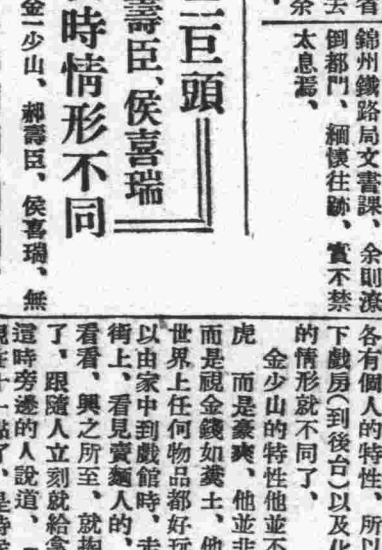 錦州鐵路局文書課、余則潦
倒都門、緬懷往跡、實不禁
太息焉、
三巨頭
壽臣、侯喜瑞
時情形不同
金少山、郝壽臣、侯喜瑞、無
各有個人的特性、所以
下戲房(到後台)以及化
的情形就不同了、
金少山的特性他並不
虎 而是豪爽、他並非
而是視金錢如糞土、他
世界上任何物品都好玩
以由家中到戲館時、走
街上、看見賣麵人的、
看看、興之所至、就掏
了、跟隨人立刻就給拿
這時旁邊的人說道、